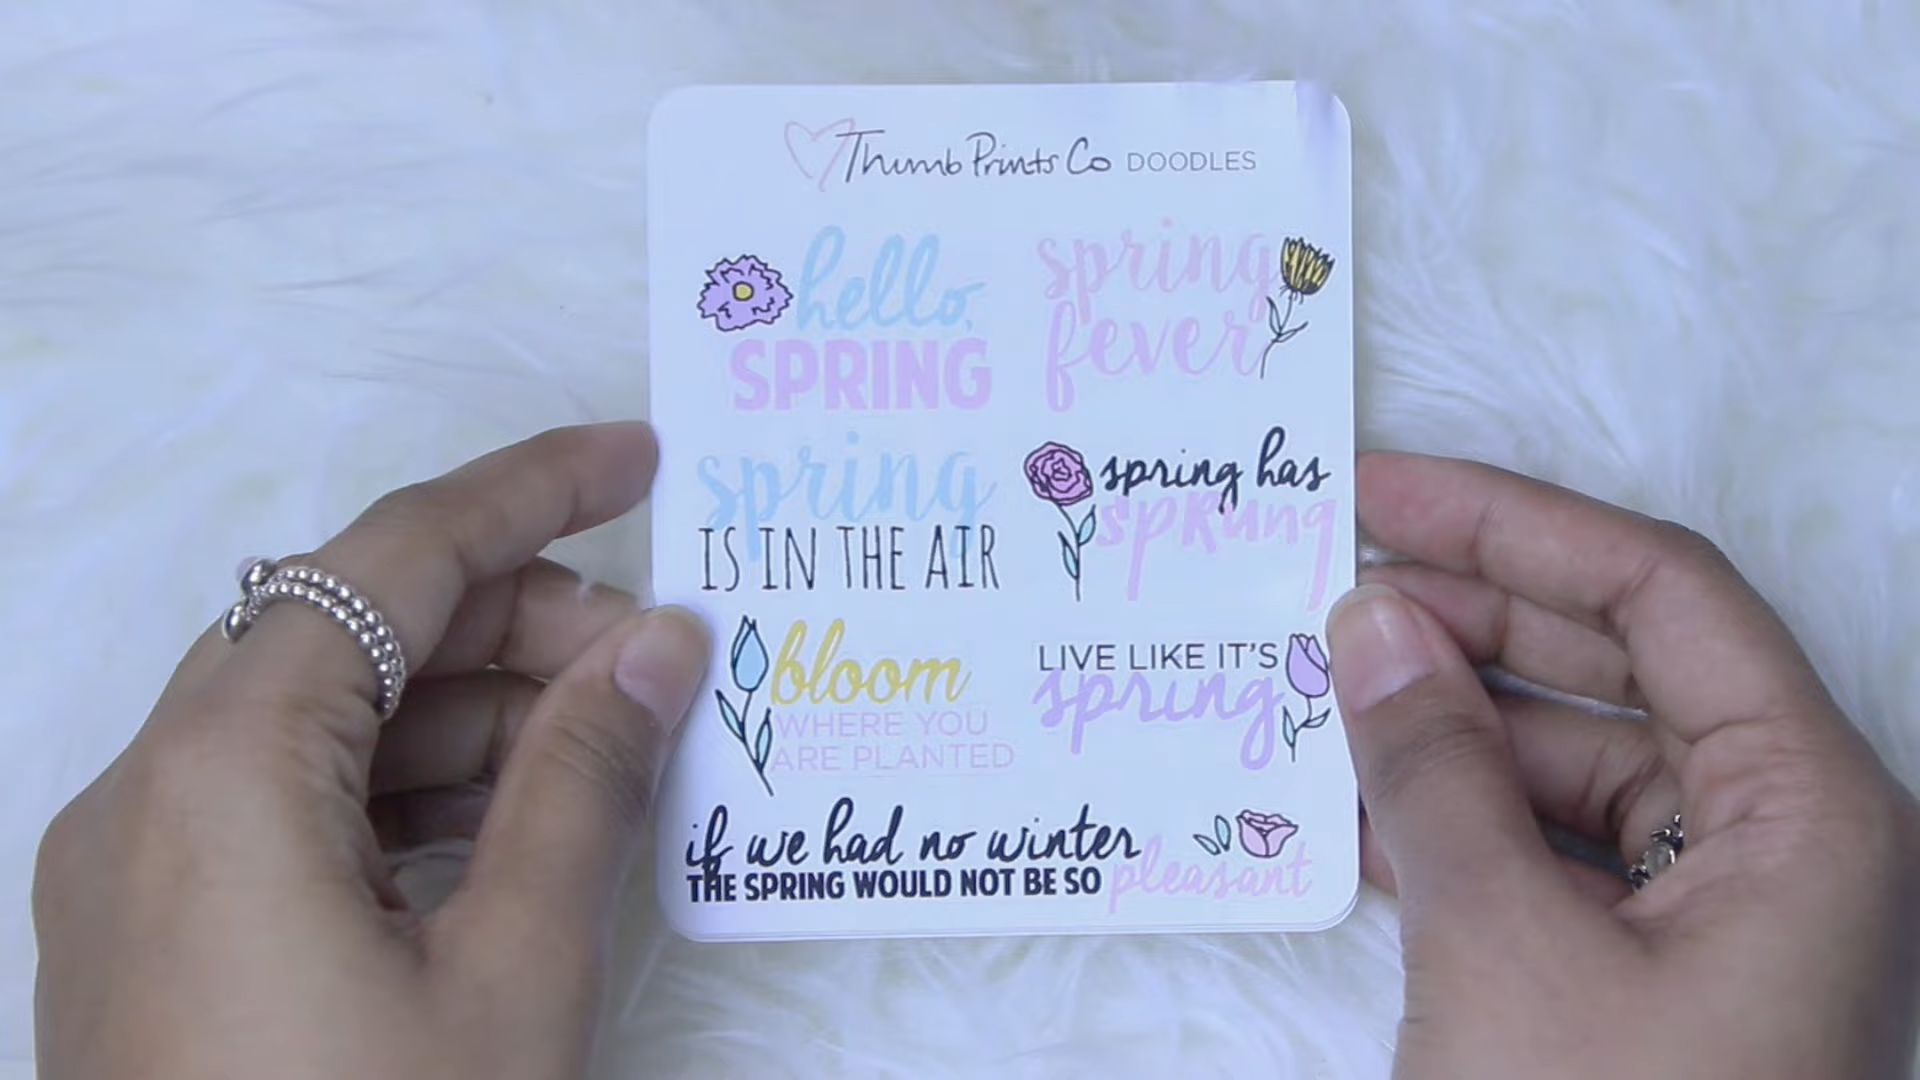 Thumb Prints Co DOODLES
hello,
SPRING
spring
fever
spring
IS IN THE AIR
spring has
spRung
bloom
WHERE YOU
ARE PLANTED
LIVE LIKE IT'S
spring
if we had no winter
THE SPRING WOULD NOT BE SO pleasant